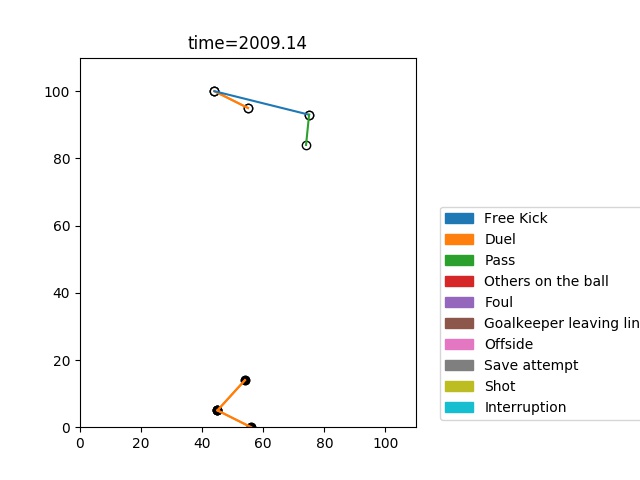 time=2009.14
100
80
60
40
20
0
0 20 40 60 80 100
Free Kick
Duel
Pass
Others on the ball
Foul
Goalkeeper leaving lin
Offside
Save attempt
Shot
Interruption